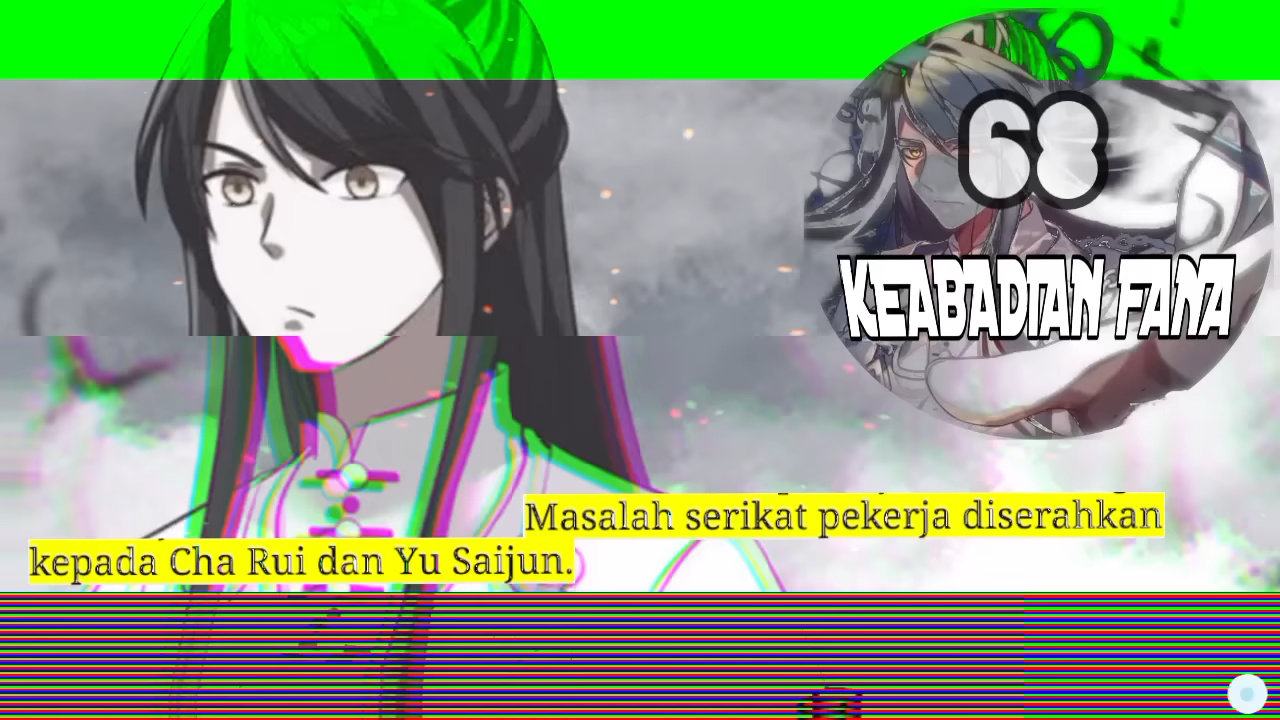 68
KEABADIAN FANA
Masalah serikat pekerja diserahkan
kepada Cha Rui dan Yu Saijun.